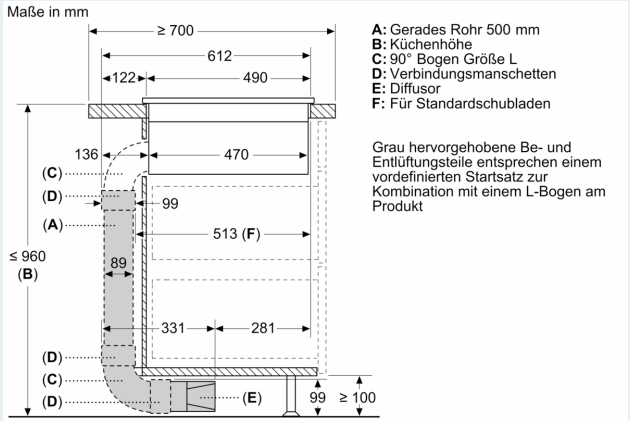 Maße in mm
≥ 700
612
122 490
136 470
(C)
(D) 99
(A)
513 (F)
≤ 960
(B)
89
331 281
(D)
(C)
(D) (E) 99 ≥ 100
A: Gerades Rohr 500 mm
B: Küchenhöhe
C: 90° Bogen Größe L
D: Verbindungsmanschetten
E: Diffusor
F: Für Standardschubladen
Grau hervorgehobene Be- und
Entlüftungsteile entsprechen einem
vordefinierten Startsatz zur
Kombination mit einem L-Bogen am
Produkt